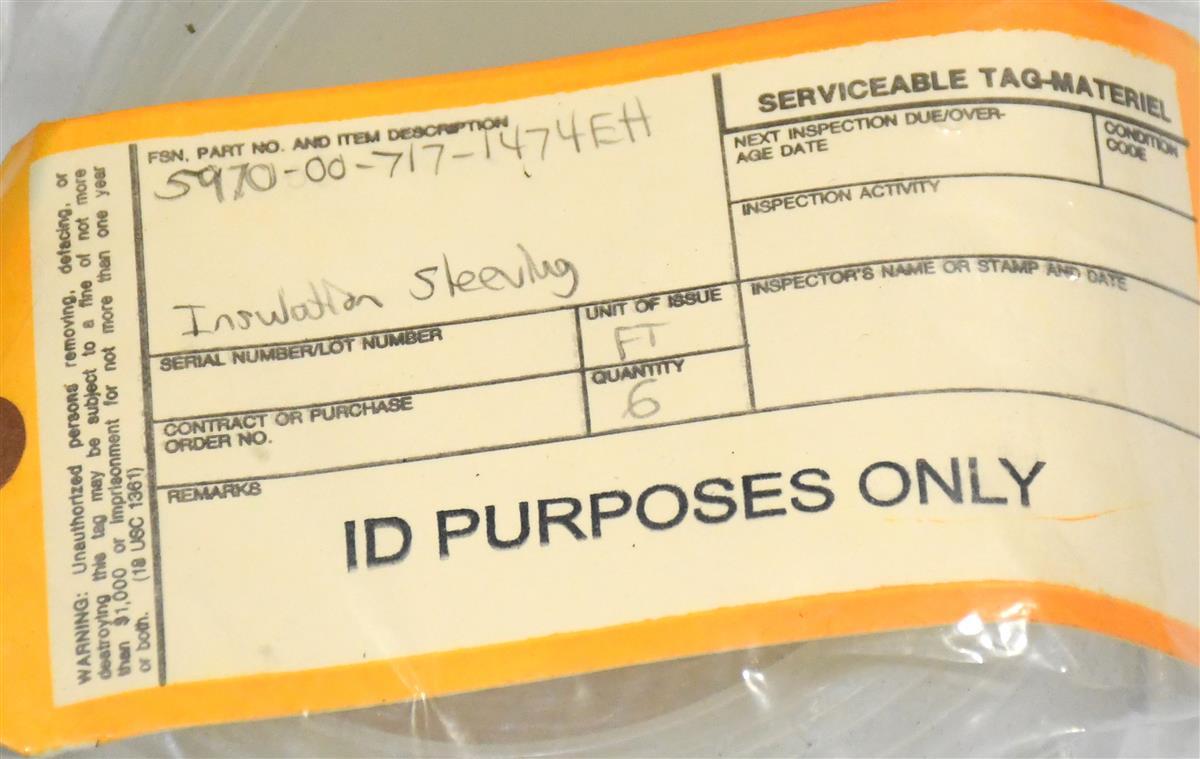 SERVICEABLE TAG-MATERIEL
FSN, PART NO. AND ITEM DESCRIPTION
5970-00-717-1474EH
Insulation Sleeving
NEXT INSPECTION DUE/OVER-
AGE DATE
CONDITION
CODE
INSPECTION ACTIVITY
INSPECTOR'S NAME OR STAMP AND DATE
SERIAL NUMBER/LOT NUMBER
UNIT OF ISSUE
FT
CONTRACT OR PURCHASE
ORDER NO.
QUANTITY
6
REMARKS
ID PURPOSES ONLY
WARNING: Unauthorized persons removing, defacing, or
destroying this tag may be subject to a fine of not more
than $1,000 or imprisonment for not more than one year
or both. (18 USC 1361)